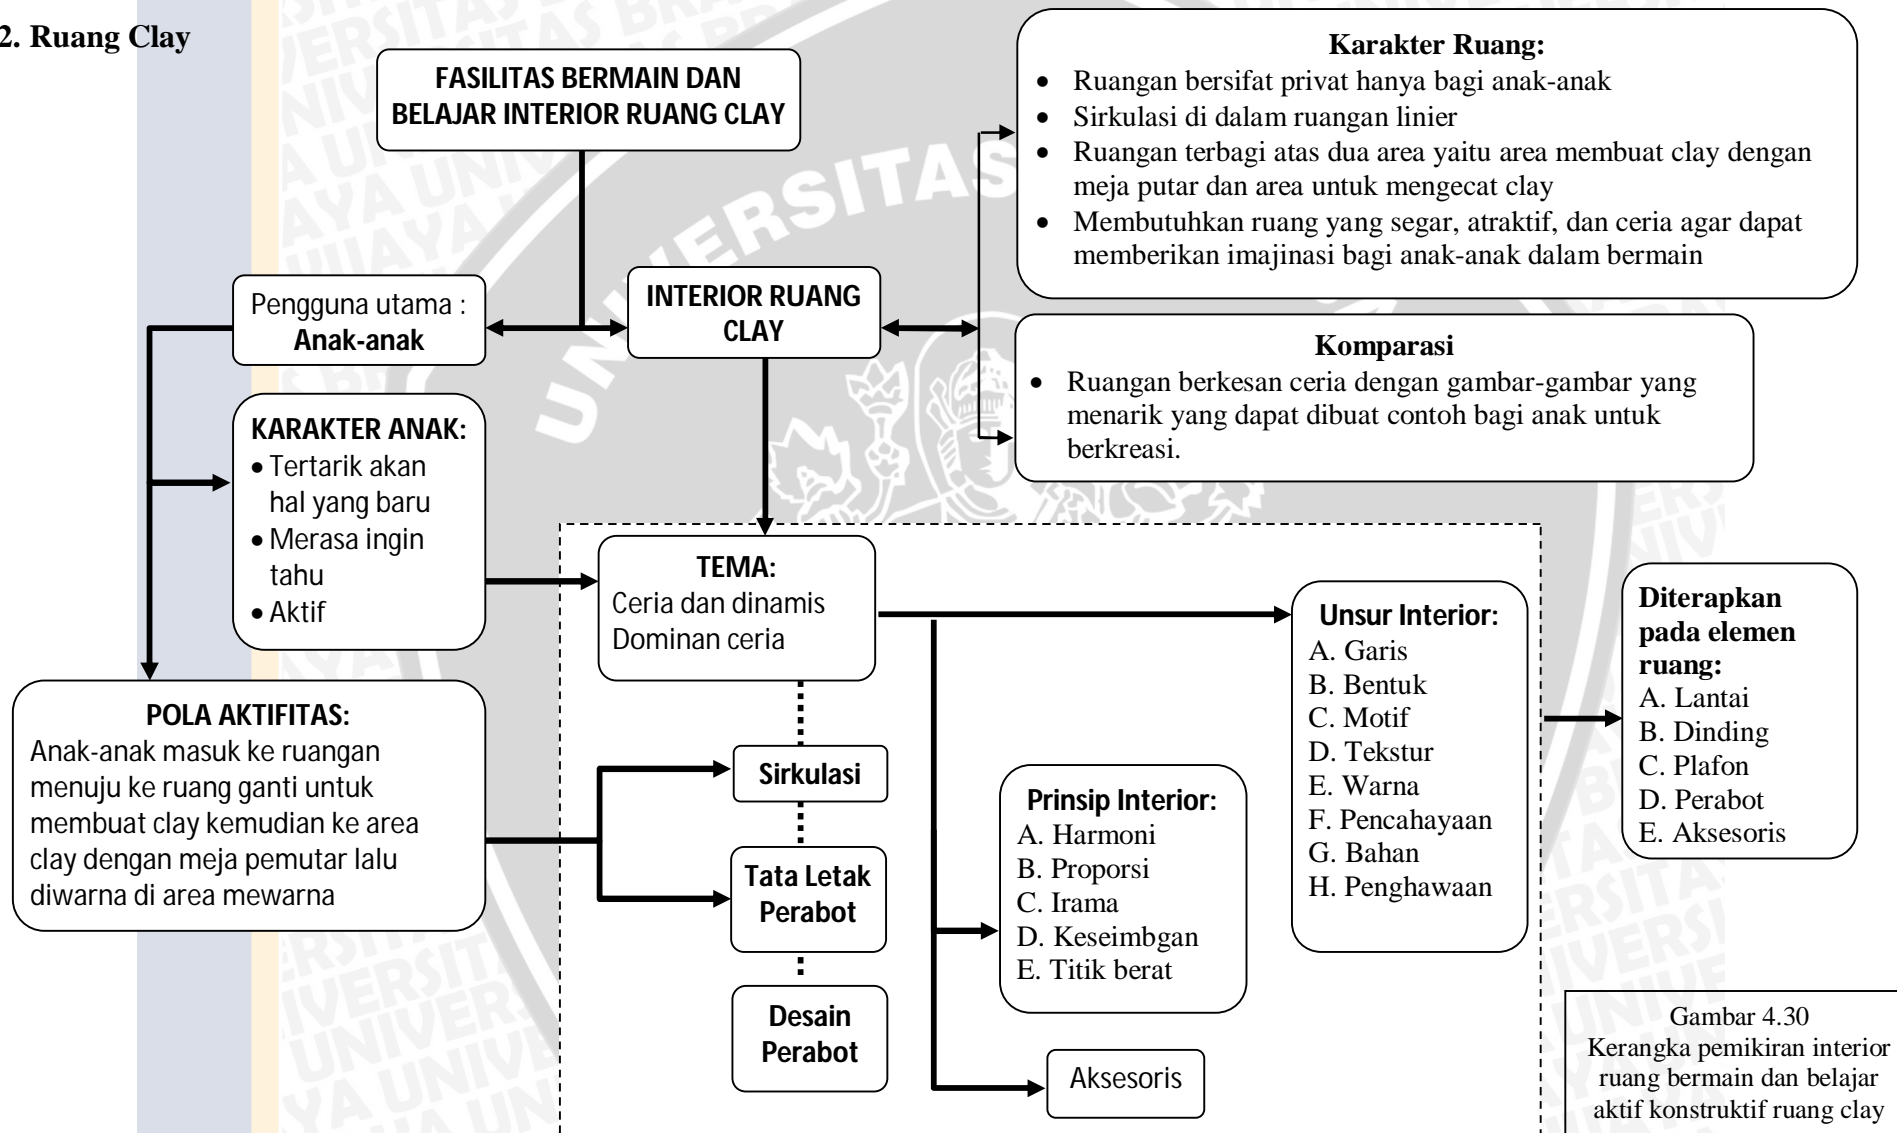 2. Ruang Clay
FASILITAS BERMAIN DAN
BELAJAR INTERIOR RUANG CLAY
Karakter Ruang:
• Ruangan bersifat privat hanya bagi anak-anak
• Sirkulasi di dalam ruangan linier
• Ruangan terbagi atas dua area yaitu area membuat clay dengan
meja putar dan area untuk mengecat clay
• Membutuhkan ruang yang segar, atraktif, dan ceria agar dapat
memberikan imajinasi bagi anak-anak dalam bermain
Pengguna utama :
Anak-anak
INTERIOR RUANG
CLAY
Komparasi
• Ruangan berkesan ceria dengan gambar-gambar yang
menarik yang dapat dibuat contoh bagi anak untuk
berkreasi.
KARAKTER ANAK:
• Tertarik akan
hal yang baru
• Merasa ingin
tahu
• Aktif
TEMA:
Ceria dan dinamis
Dominan ceria
Unsur Interior:
A. Garis
B. Bentuk
C. Motif
D. Tekstur
E. Warna
F. Pencahayaan
G. Bahan
H. Penghawaan
Diterapkan
pada elemen
ruang:
A. Lantai
B. Dinding
C. Plafon
D. Perabot
E. Aksesoris
POLA AKTIFITAS:
Anak-anak masuk ke ruangan
menuju ke ruang ganti untuk
membuat clay kemudian ke area
clay dengan meja pemutar lalu
diwarna di area mewarna
Sirkulasi
Tata Letak
Perabot
Desain
Perabot
Prinsip Interior:
A. Harmoni
B. Proporsi
C. Irama
D. Keseimbgan
E. Titik berat
Aksesoris
Gambar 4.30
Kerangka pemikiran interior
ruang bermain dan belajar
aktif konstruktif ruang clay
UNIVERSITAS